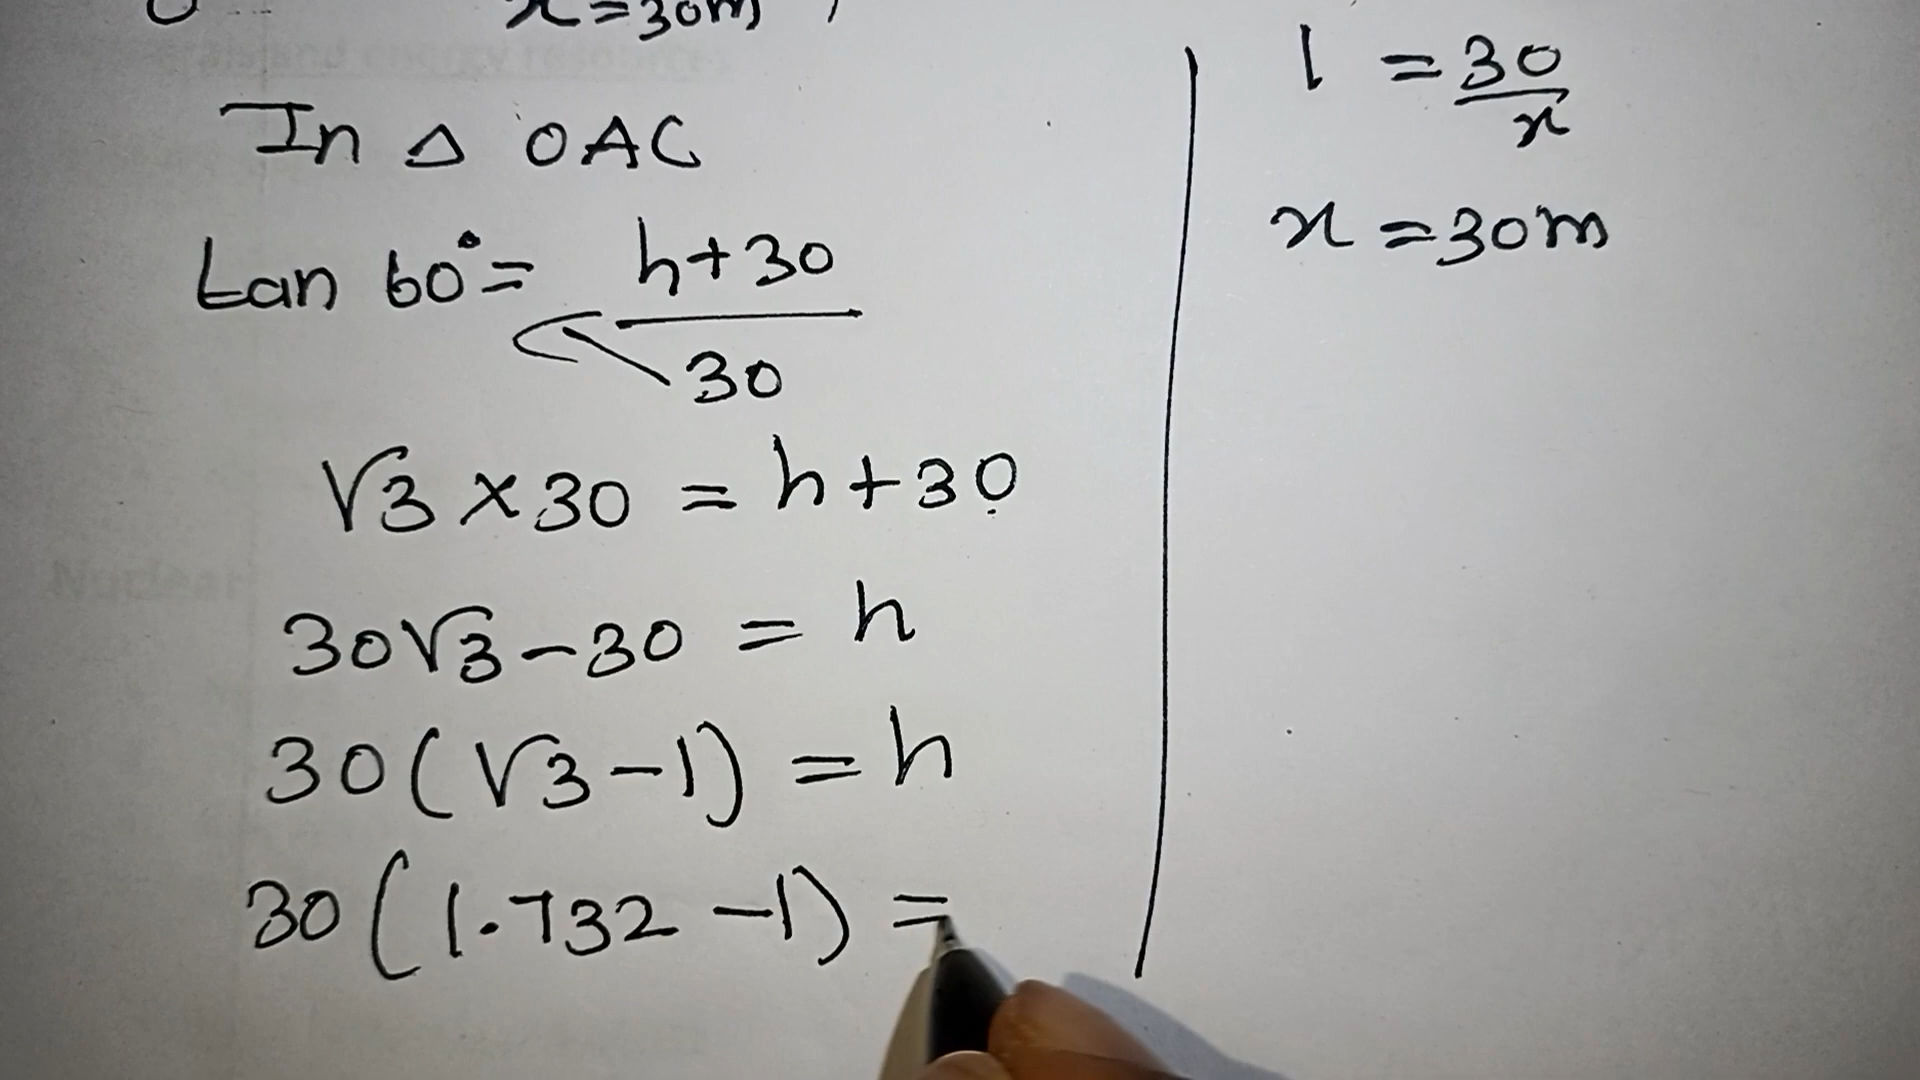 x=30m
In △ OAC
tan 60°= h+30
30
√3 ×30 = h+30
30√3-30 = h
30(√3-1) = h
30(1.732-1) =
1 = 30
x
x = 30m
Nuclear